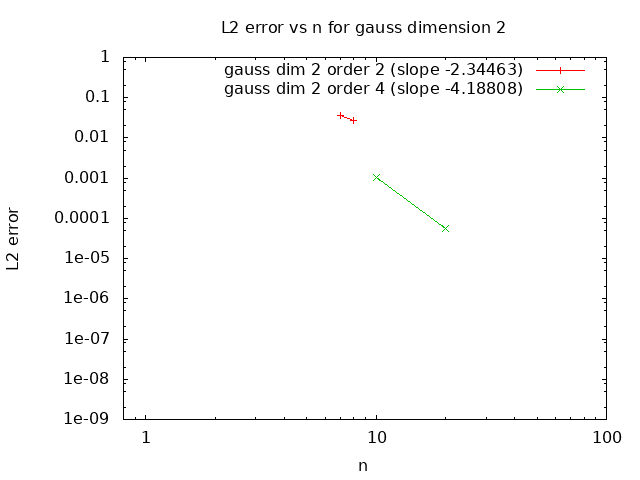 L2 error vs n for gauss dimension 2
gauss dim 2 order 2 (slope -2.34463)
gauss dim 2 order 4 (slope -4.18808)
1
0.1
0.01
0.001
0.0001
1e-05
1e-06
1e-07
1e-08
1e-09
L2 error
1 10 100
n